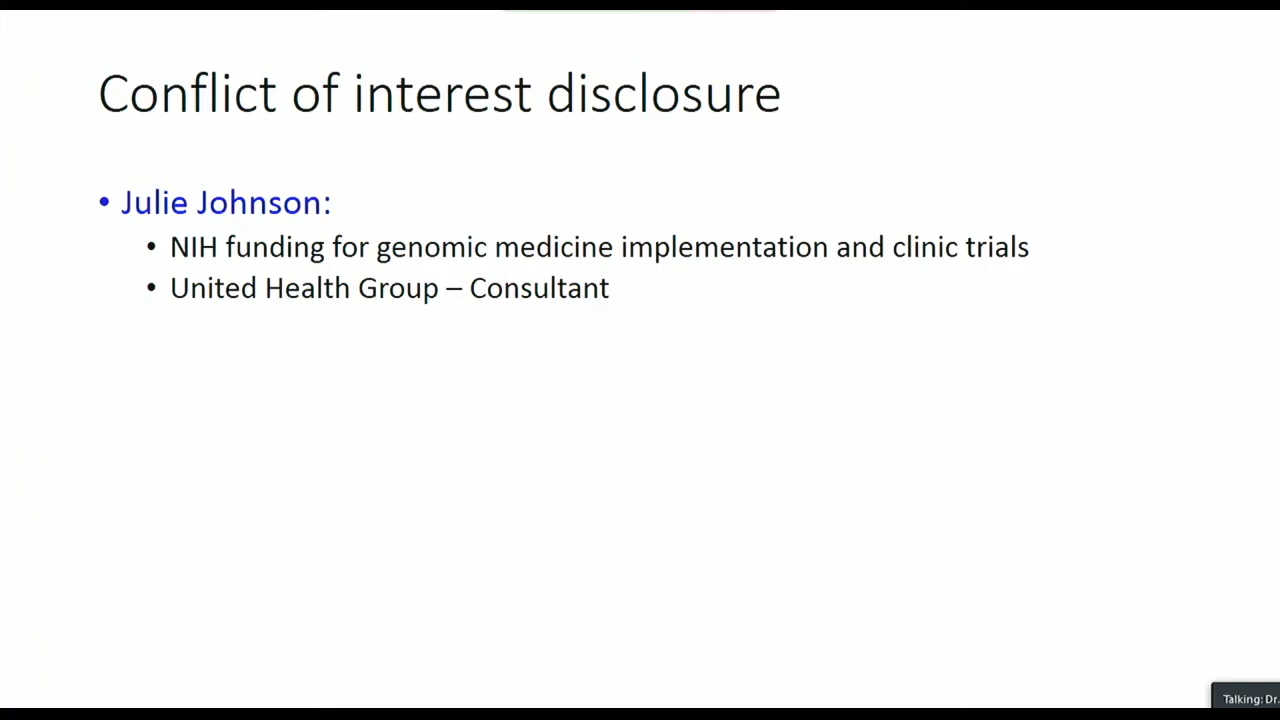 Conflict of interest disclosure
• Julie Johnson:
• NIH funding for genomic medicine implementation and clinic trials
• United Health Group – Consultant
Talking: Dr.